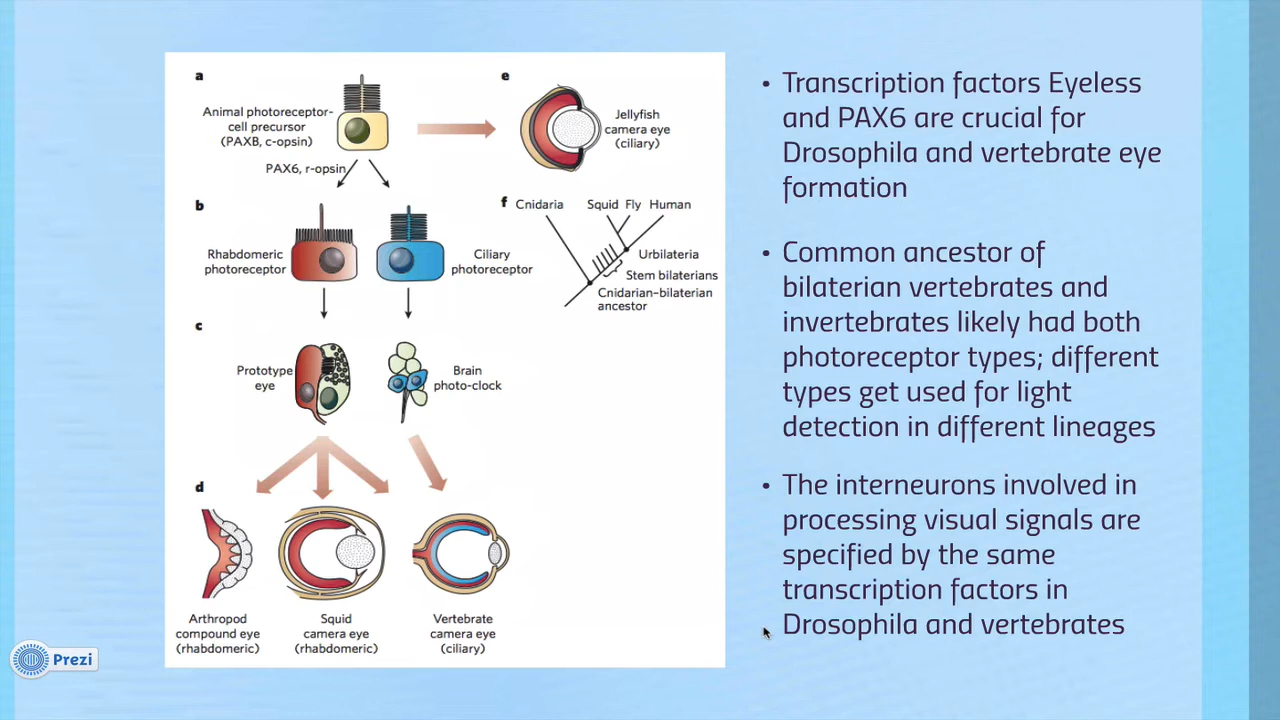 a
Animal photoreceptor-
cell precursor
(PAXB, c-opsin)
PAX6, r-opsin
e
Jellyfish
camera eye
(ciliary)
b
Rhabdomeric
photoreceptor
Ciliary
photoreceptor
f
Cnidaria
Squid
Fly
Human
Urbilateria
Stem bilaterians
Cnidarian–bilaterian
ancestor
c
Prototype
eye
Brain
photo-clock
d
Arthropod
compound eye
(rhabdomeric)
Squid
camera eye
(rhabdomeric)
Vertebrate
camera eye
(ciliary)
• Transcription factors Eyeless
and PAX6 are crucial for
Drosophila and vertebrate eye
formation
• Common ancestor of
bilaterian vertebrates and
invertebrates likely had both
photoreceptor types; different
types get used for light
detection in different lineages
• The interneurons involved in
processing visual signals are
specified by the same
transcription factors in
Drosophila and vertebrates
Prezi